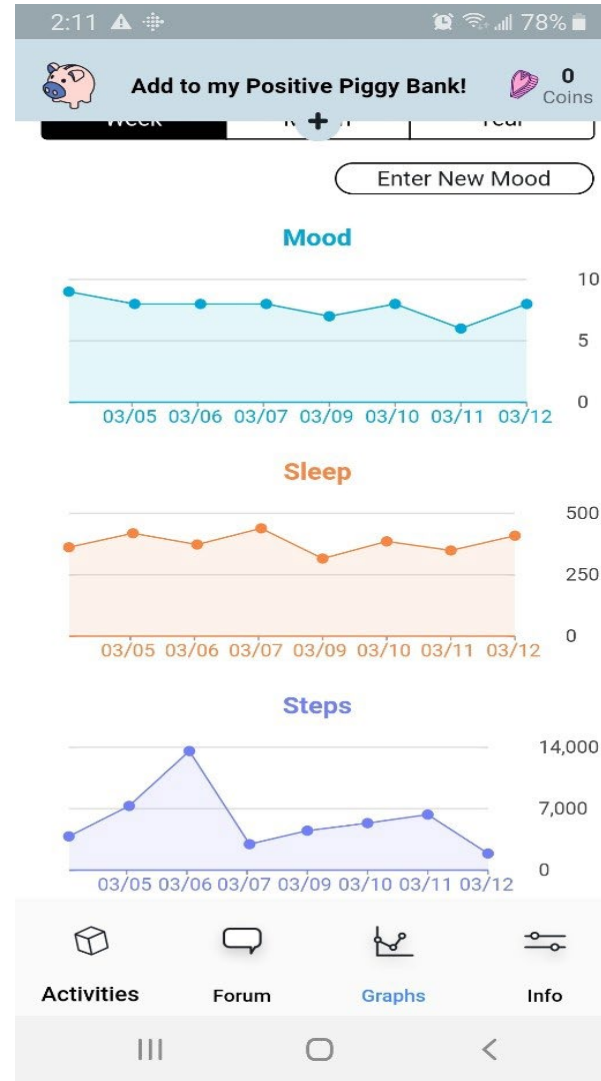 2:11 78%
Add to my Positive Piggy Bank! 0
Coins
Week
+
Year
Enter New Mood
Mood
10
5
0
03/05 03/06 03/07 03/09 03/10 03/11 03/12
Sleep
500
250
0
03/05 03/06 03/07 03/09 03/10 03/11 03/12
Steps
14,000
7,000
0
03/05 03/06 03/07 03/09 03/10 03/11 03/12
Activities Forum Graphs Info